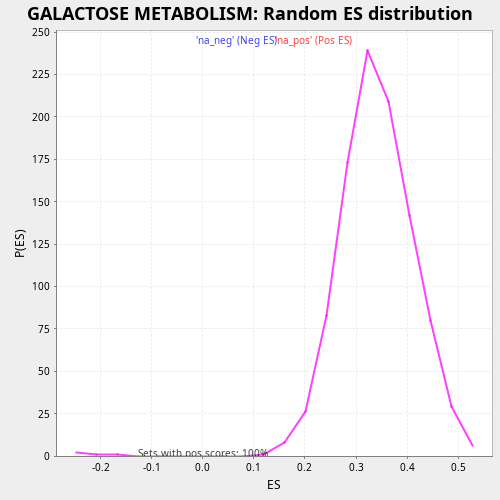 GALACTOSE METABOLISM: Random ES distribution
'na_neg' (Neg ES)
'na_pos' (Pos ES)
250
225
200
175
150
125
100
75
50
25
0
P(ES)
Sets with pos scores: 100%
-0.2 -0.1 0.0 0.1 0.2 0.3 0.4 0.5
ES